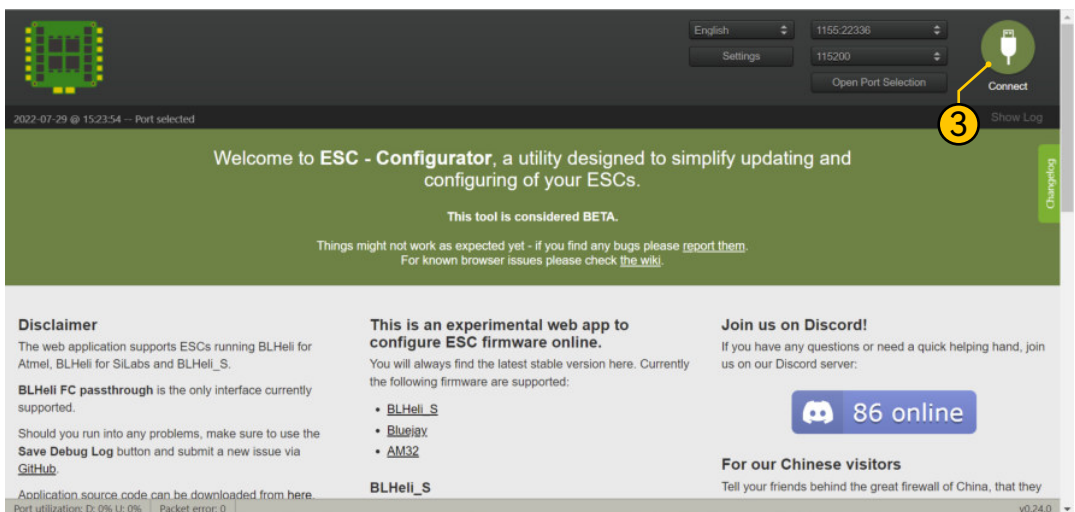 English
1155:22336
Settings
115200
Open Port Selection
Connect
3
2022-07-29 @ 15:23:54 -- Port selected
Show Log
Welcome to ESC - Configurator, a utility designed to simplify updating and
configuring of your ESCs.
This tool is considered BETA.
Things might not work as expected yet - if you find any bugs please report them.
For known browser issues please check the wiki.
Changelog
Disclaimer
The web application supports ESCs running BLHeli for
Atmel, BLHeli for SiLabs and BLHeli_S.
BLHeli FC passthrough is the only interface currently
supported.
Should you run into any problems, make sure to use the
Save Debug Log button and submit a new issue via
GitHub.
Application source code can be downloaded from here.
This is an experimental web app to
configure ESC firmware online.
You will always find the latest stable version here. Currently
the following firmware are supported:
• BLHeli_S
• Bluejay
• AM32
BLHeli_S
Join us on Discord!
If you have any questions or need a quick helping hand, join
us on our Discord server:
86 online
For our Chinese visitors
Tell your friends behind the great firewall of China, that they
Port utilization: D: 0% U: 0%
Packet error: 0
v0.24.0